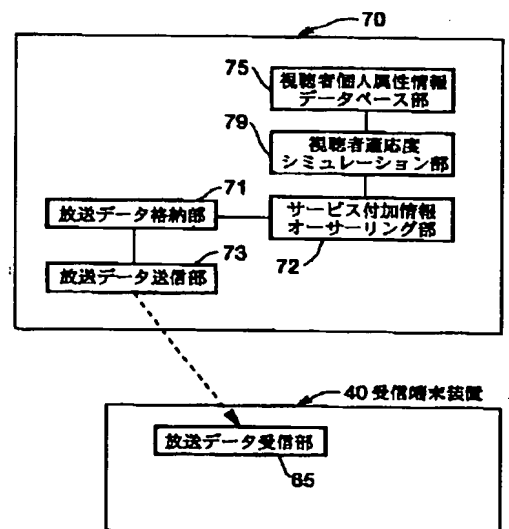 70
75
視聴者個人属性情報
データベース部
79
視聴者適応度
シミュレーション部
71
放送データ格納部
サービス付加情報
オーサリング部
72
73
放送データ送信部
40 受信端末装置
放送データ受信部
65